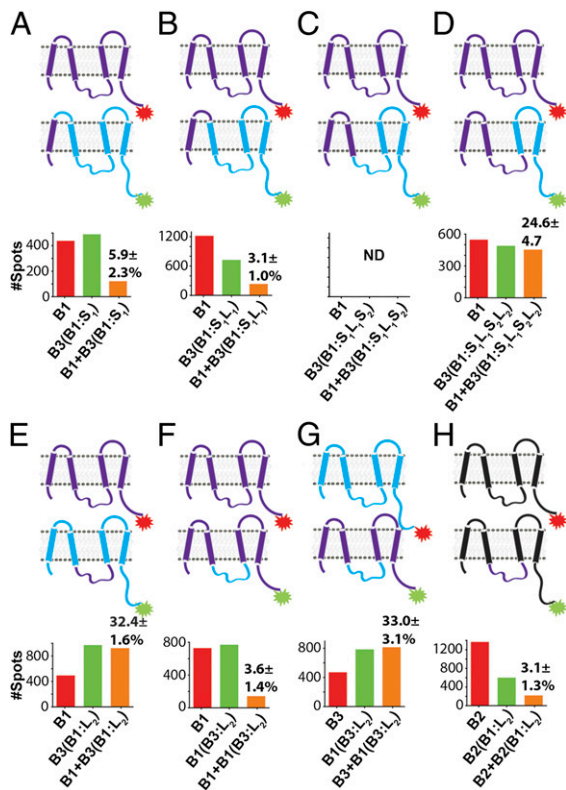 A B C D
#Spots
400
200
0
5.9±
2.3%
B1
B3(B1:S₁)
B1+B3(B1:S₁)
1200
600
0
3.1±
1.0%
B1
B3(B1:S₁L₁)
B1+B3(B1:S₁L₁)
ND
B1
B3(B1:S₁L₁S₂)
B1+B3(B1:S₁L₁S₂)
600
300
0
24.6±
4.7
B1
B3(B1:S₁L₁S₂L₂)
B1+B3(B1:S₁L₁S₂L₂)
E F G H
#Spots
800
400
0
32.4±
1.6%
B1
B3(B1:L₂)
B1+B3(B1:L₂)
800
400
0
3.6±
1.4%
B1
B1(B3:L₂)
B1+B1(B3:L₂)
800
400
0
33.0±
3.1%
B3
B1(B3:L₂)
B3+B1(B3:L₂)
1200
800
400
0
3.1±
1.3%
B2
B2(B1:L₂)
B2+B2(B1:L₂)